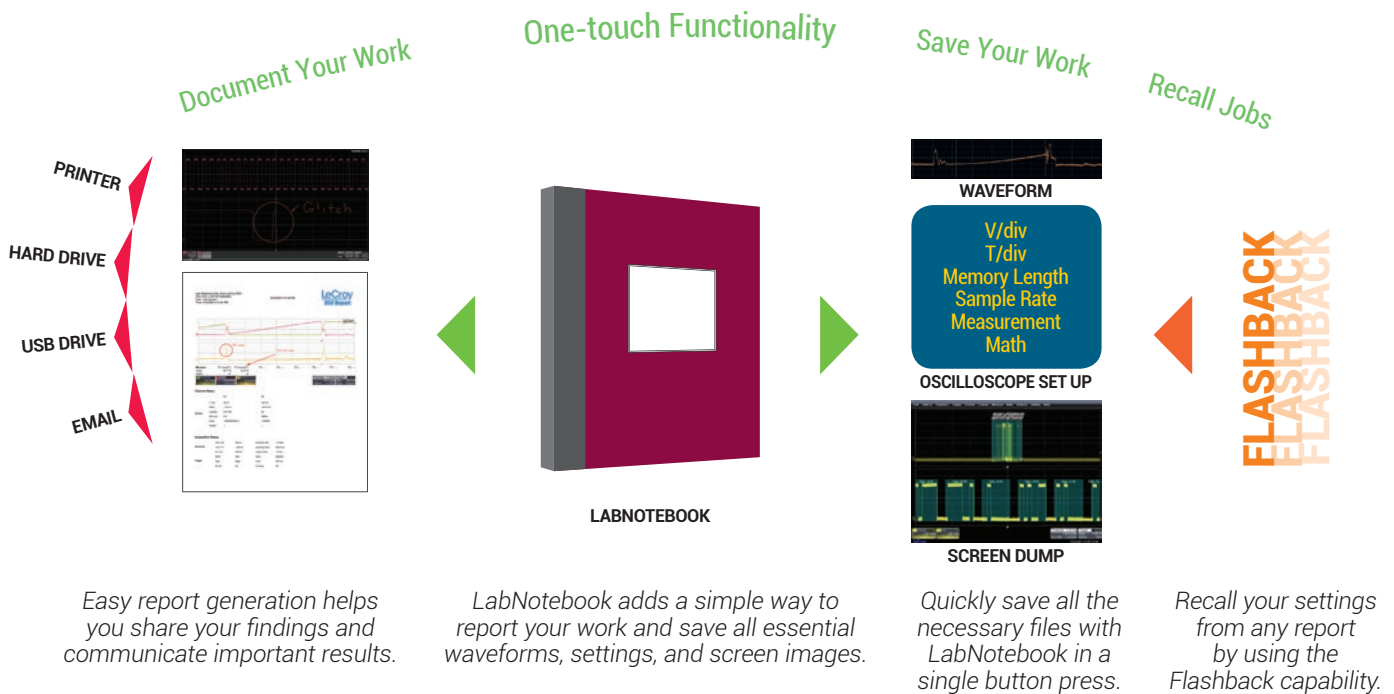 Document Your Work
One-touch Functionality
Save Your Work
Recall Jobs
PRINTER
HARD DRIVE
USB DRIVE
EMAIL
Glitch
LeCroy
LABNOTEBOOK
WAVEFORM
V/div
T/div
Memory Length
Sample Rate
Measurement
Math
OSCILLOSCOPE SET UP
SCREEN DUMP
FLASHBACK
FLASHBACK
FLASHBACK
Easy report generation helps
you share your findings and
communicate important results.
LabNotebook adds a simple way to
report your work and save all essential
waveforms, settings, and screen images.
Quickly save all the
necessary files with
LabNotebook in a
single button press.
Recall your settings
from any report
by using the
Flashback capability.